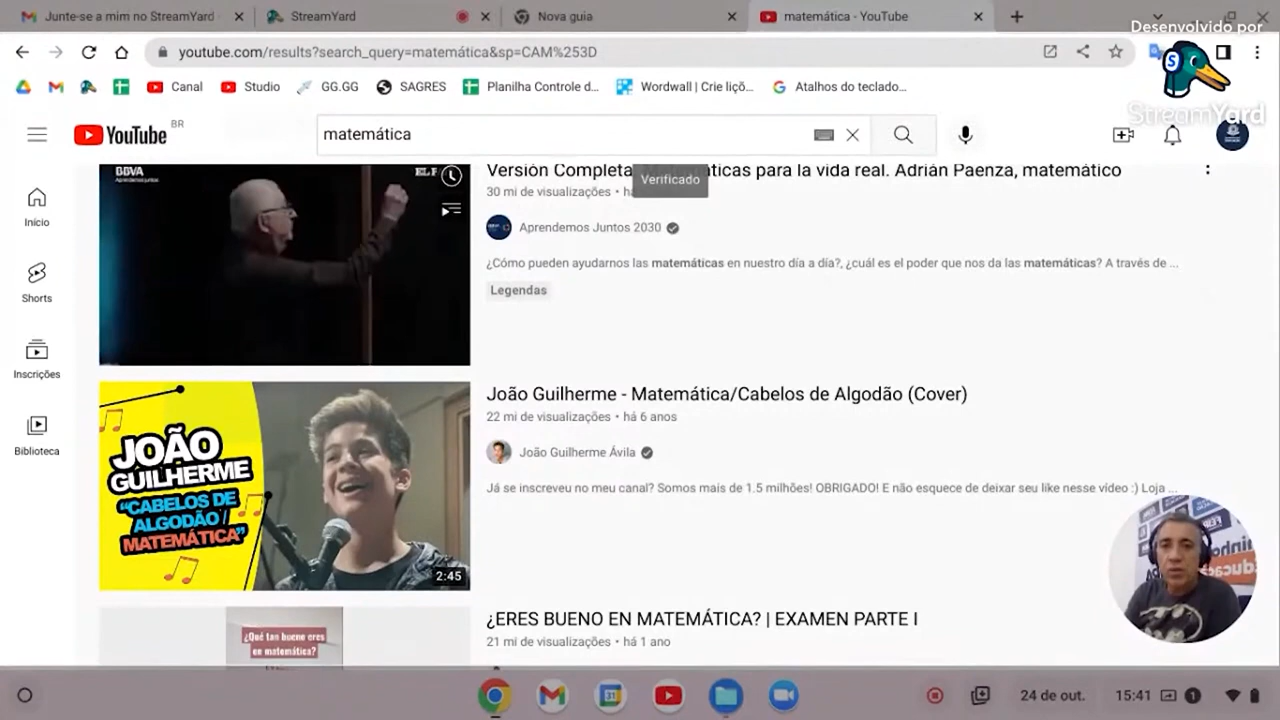 Junte-se a mim no StreamYard
StreamYard
Nova guia
matemática - YouTube
Desenvolvido por
StreamYard
youtube.com/results?search_query=matemática&sp=CAM%253D
Canal
Studio
GG.GG
SAGRES
Planilha Controle d...
Wordwall | Crie liçõ...
Atalhos do teclado...
YouTube BR
matemática
Início
Shorts
Inscrições
Biblioteca
BBVA
Aprendemos juntos
Versión Completa. Matemáticas para la vida real. Adrián Paenza, matemático
30 mi de visualizações • há
Verificado
Aprendemos Juntos 2030
¿Cómo pueden ayudarnos las matemáticas en nuestro día a día?, ¿cuál es el poder que nos da las matemáticas? A través de ...
Legendas
JOÃO
GUILHERME
"CABELOS DE
ALGODÃO /
MATEMÁTICA"
2:45
João Guilherme - Matemática/Cabelos de Algodão (Cover)
22 mi de visualizações • há 6 anos
João Guilherme Ávila
Já se inscreveu no meu canal? Somos mais de 1.5 milhões! OBRIGADO! E não esquece de deixar seu like nesse vídeo :) Loja ...
¿Qué tan bueno eres
en matemática?
¿ERES BUENO EN MATEMÁTICA? | EXAMEN PARTE I
21 mi de visualizações • há 1 ano
31
24 de out.
15:41
1